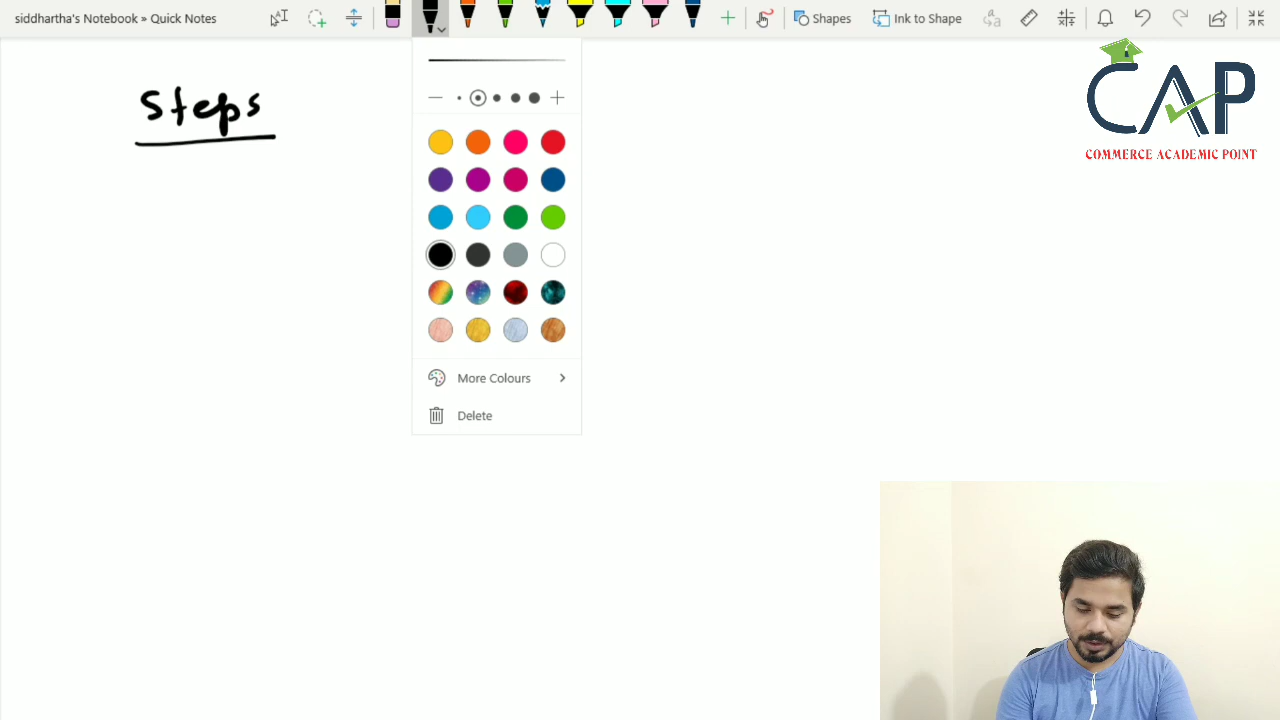 siddhartha's Notebook » Quick Notes
Shapes
Ink to Shape
Steps
CAP
COMMERCE ACADEMIC POINT
More Colours
Delete